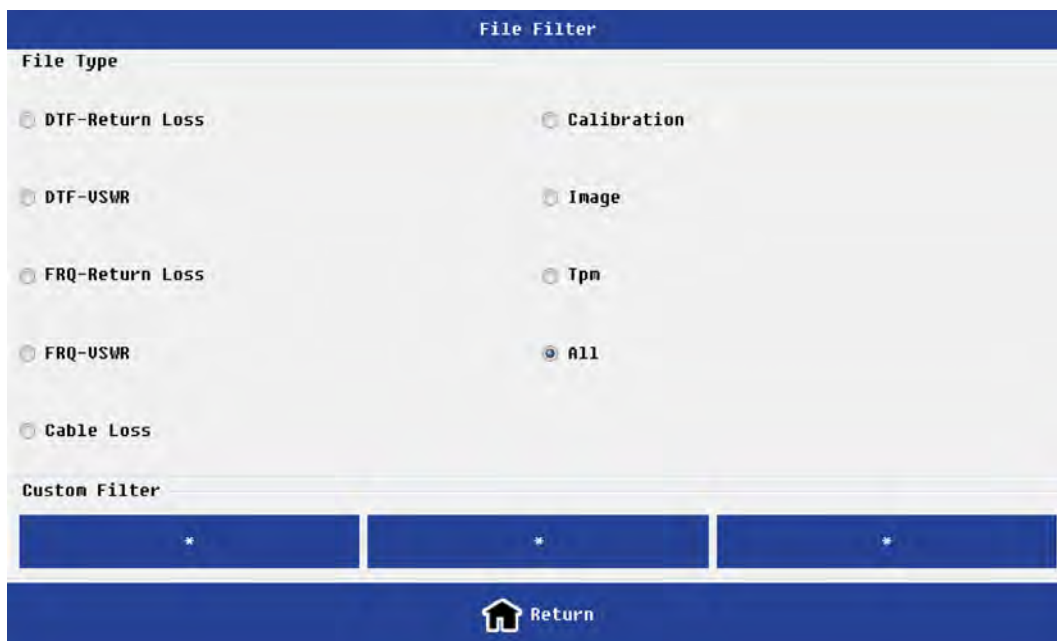 File Filter
File Type
DTF-Return Loss
Calibration
DTF-VSWR
Image
FRQ-Return Loss
Tpm
FRQ-VSWR
All
Cable Loss
Custom Filter
* * *
Return